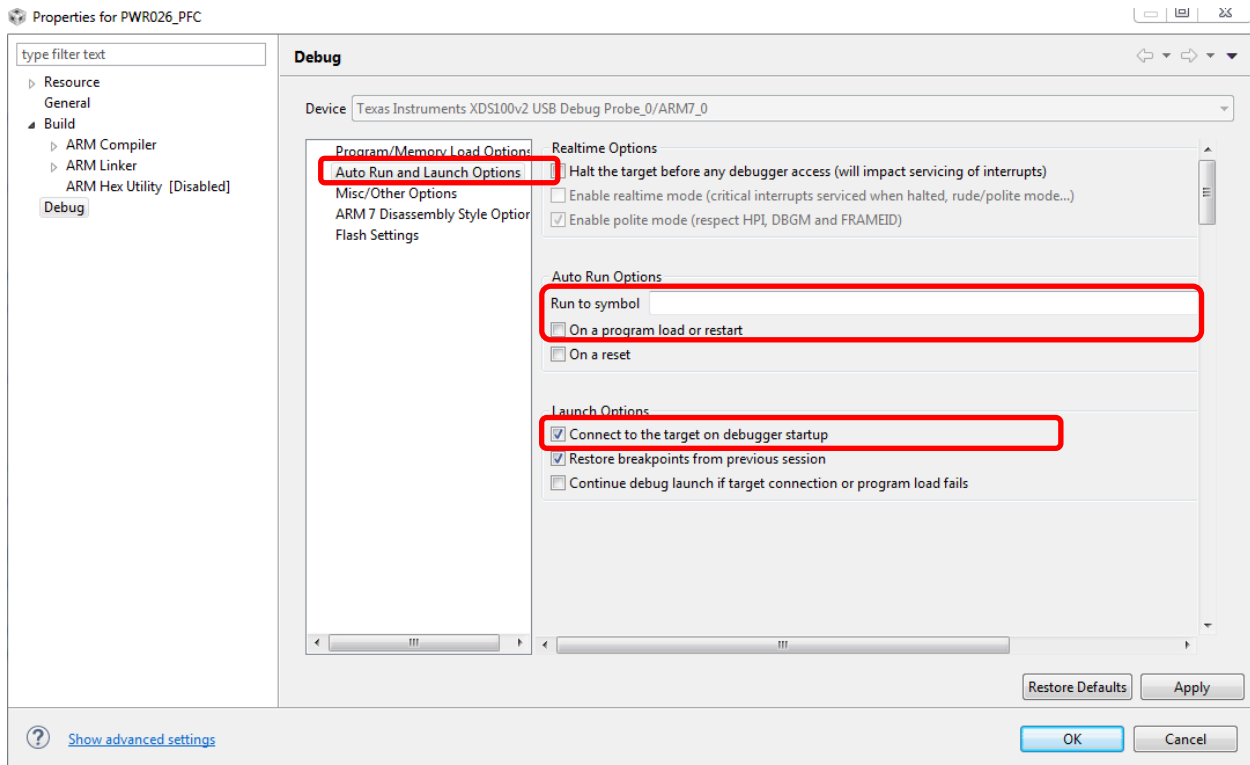 Properties for PWR026_PFC
type filter text
Resource
General
Build
ARM Compiler
ARM Linker
ARM Hex Utility [Disabled]
Debug
Debug
Device Texas Instruments XDS100v2 USB Debug Probe_0/ARM7_0
Program/Memory Load Options
Auto Run and Launch Options
Misc/Other Options
ARM 7 Disassembly Style Option
Flash Settings
Realtime Options
Halt the target before any debugger access (will impact servicing of interrupts)
Enable realtime mode (critical interrupts serviced when halted, rude/polite mode...)
Enable polite mode (respect HPI, DBGM and FRAMEID)
Auto Run Options
Run to symbol
On a program load or restart
On a reset
Launch Options
Connect to the target on debugger startup
Restore breakpoints from previous session
Continue debug launch if target connection or program load fails
Restore Defaults Apply
Show advanced settings
OK Cancel